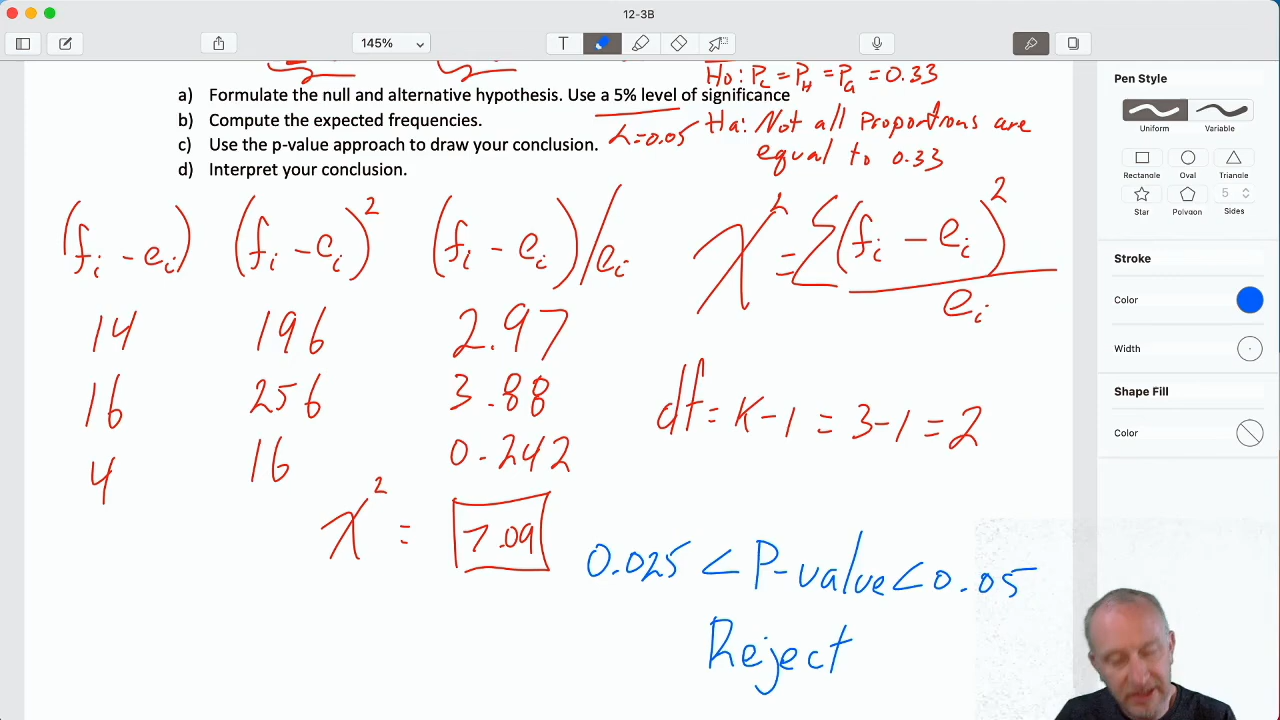 12-3B
145%
T
Pen Style
Uniform
Variable
Rectangle
Oval
Triangle
Star
Polygon
5
Sides
Stroke
Color
Width
Shape Fill
Color
H0: PL = PH = PG = 0.33
a) Formulate the null and alternative hypothesis. Use a 5% level of significance
b) Compute the expected frequencies.
α=0.05
Ha: Not all proportions are
equal to 0.33
c) Use the p-value approach to draw your conclusion.
d) Interpret your conclusion.
(fi - ei) (fi - ei)² (fi - ei)/ei
χ² = Σ(fi - ei)²
ei
14 196 2.97
16 256 3.88
4 16 0.242
df = K-1 = 3-1 = 2
χ² = 7.09
0.025 < P-value < 0.05
Reject